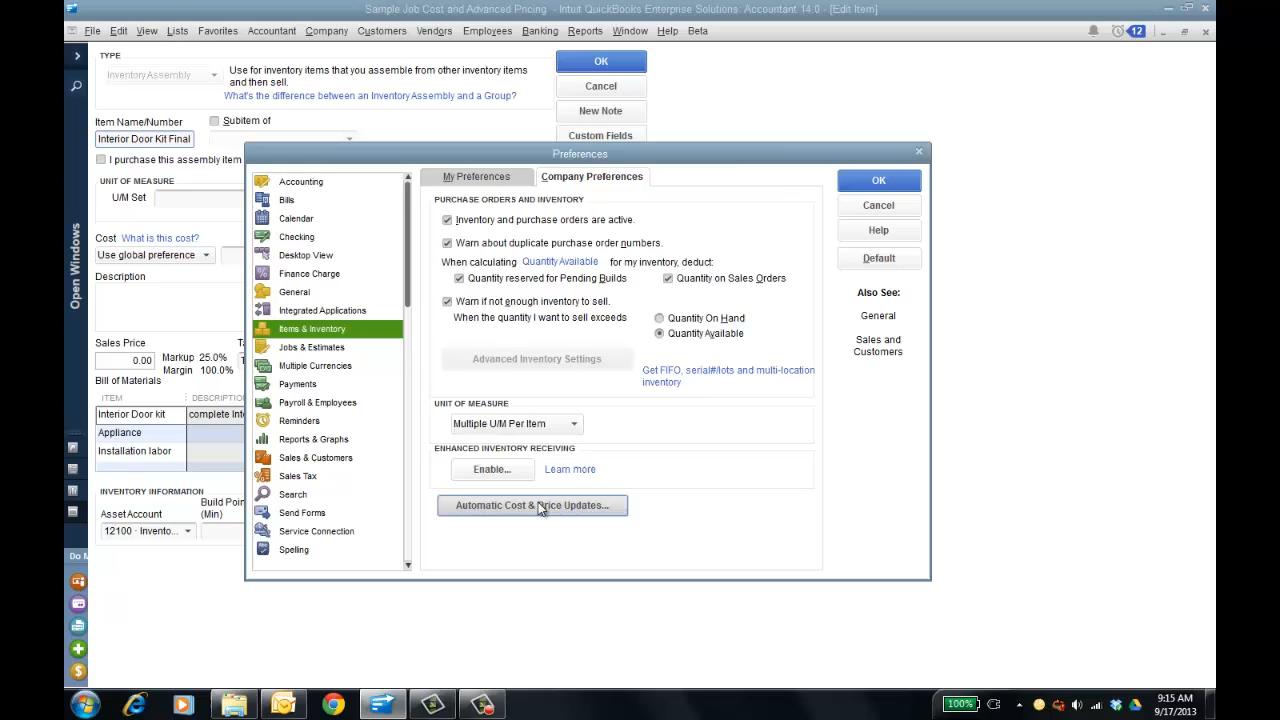 Sample Job Cost and Advanced Pricing - Intuit QuickBooks Enterprise Solutions: Accountant 14.0 - [Edit Item]
File Edit View Lists Favorites Accountant Company Customers Vendors Employees Banking Reports Window Help Beta
12
TYPE
Inventory Assembly
Use for inventory items that you assemble from other inventory items
and then sell.
What's the difference between an Inventory Assembly and a Group?
OK
Cancel
New Note
Custom Fields
Item Name/Number
Subitem of
Interior Door Kit Final
I purchase this assembly item
UNIT OF MEASURE
U/M Set
Cost What is this cost?
Use global preference
Description
Sales Price
0.00
Markup 25.0%
Margin 100.0%
Bill of Materials
ITEM DESCRIPTIO
Interior Door kit complete Inte
Appliance
Installation labor
INVENTORY INFORMATION
Asset Account
Build Point
(Min)
12100 · Invento...
Open Windows
Do M
Preferences
Accounting
Bills
Calendar
Checking
Desktop View
Finance Charge
General
Integrated Applications
Items & Inventory
Jobs & Estimates
Multiple Currencies
Payments
Payroll & Employees
Reminders
Reports & Graphs
Sales & Customers
Sales Tax
Search
Send Forms
Service Connection
Spelling
My Preferences
Company Preferences
PURCHASE ORDERS AND INVENTORY
Inventory and purchase orders are active.
Warn about duplicate purchase order numbers.
When calculating Quantity Available for my inventory, deduct:
Quantity reserved for Pending Builds
Quantity on Sales Orders
Warn if not enough inventory to sell.
When the quantity I want to sell exceeds
Quantity On Hand
Quantity Available
Advanced Inventory Settings
Get FIFO, serial#/lots and multi-location
inventory
UNIT OF MEASURE
Multiple U/M Per Item
ENHANCED INVENTORY RECEIVING
Enable...
Learn more
Automatic Cost & Price Updates...
OK
Cancel
Help
Default
Also See:
General
Sales and
Customers
100%
9:15 AM
9/17/2013